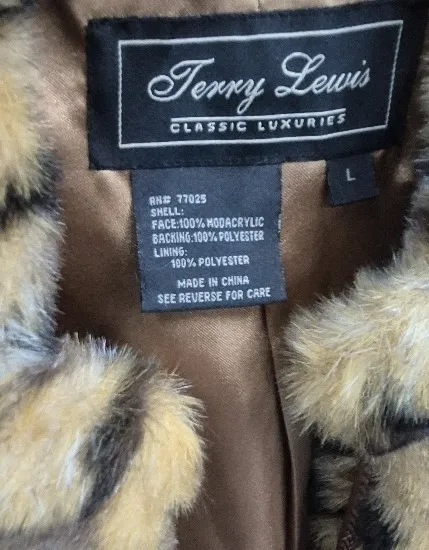 Terry Lewis
CLASSIC LUXURIES
L
RN# 77025
SHELL:
FACE:100% MODACRYLIC
BACKING:100% POLYESTER
LINING:
100% POLYESTER
MADE IN CHINA
SEE REVERSE FOR CARE